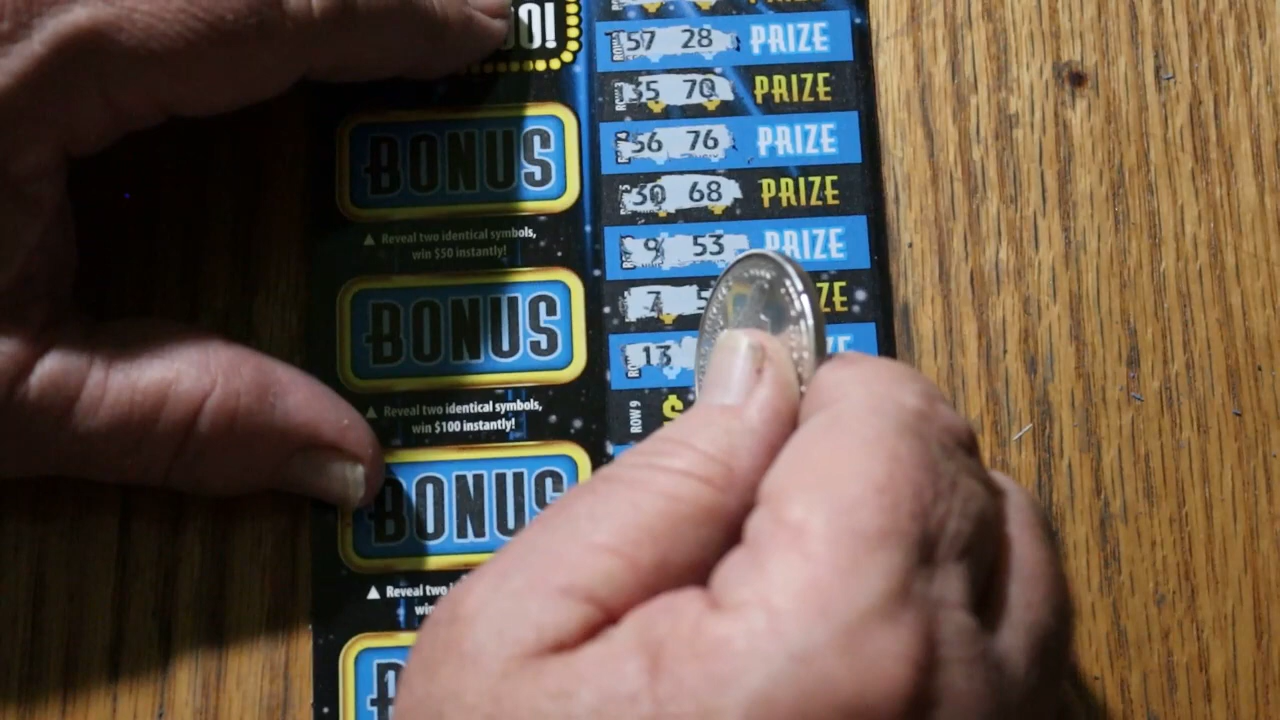 00!
57 28 PRIZE
35 70 PRIZE
56 76 PRIZE
30 68 PRIZE
9 53 PRIZE
7 5
ZE
13
ROW 9 $
BONUS
▲ Reveal two identical symbols,
win $50 instantly!
BONUS
▲ Reveal two identical symbols,
win $100 instantly!
BONUS
▲ Reveal two